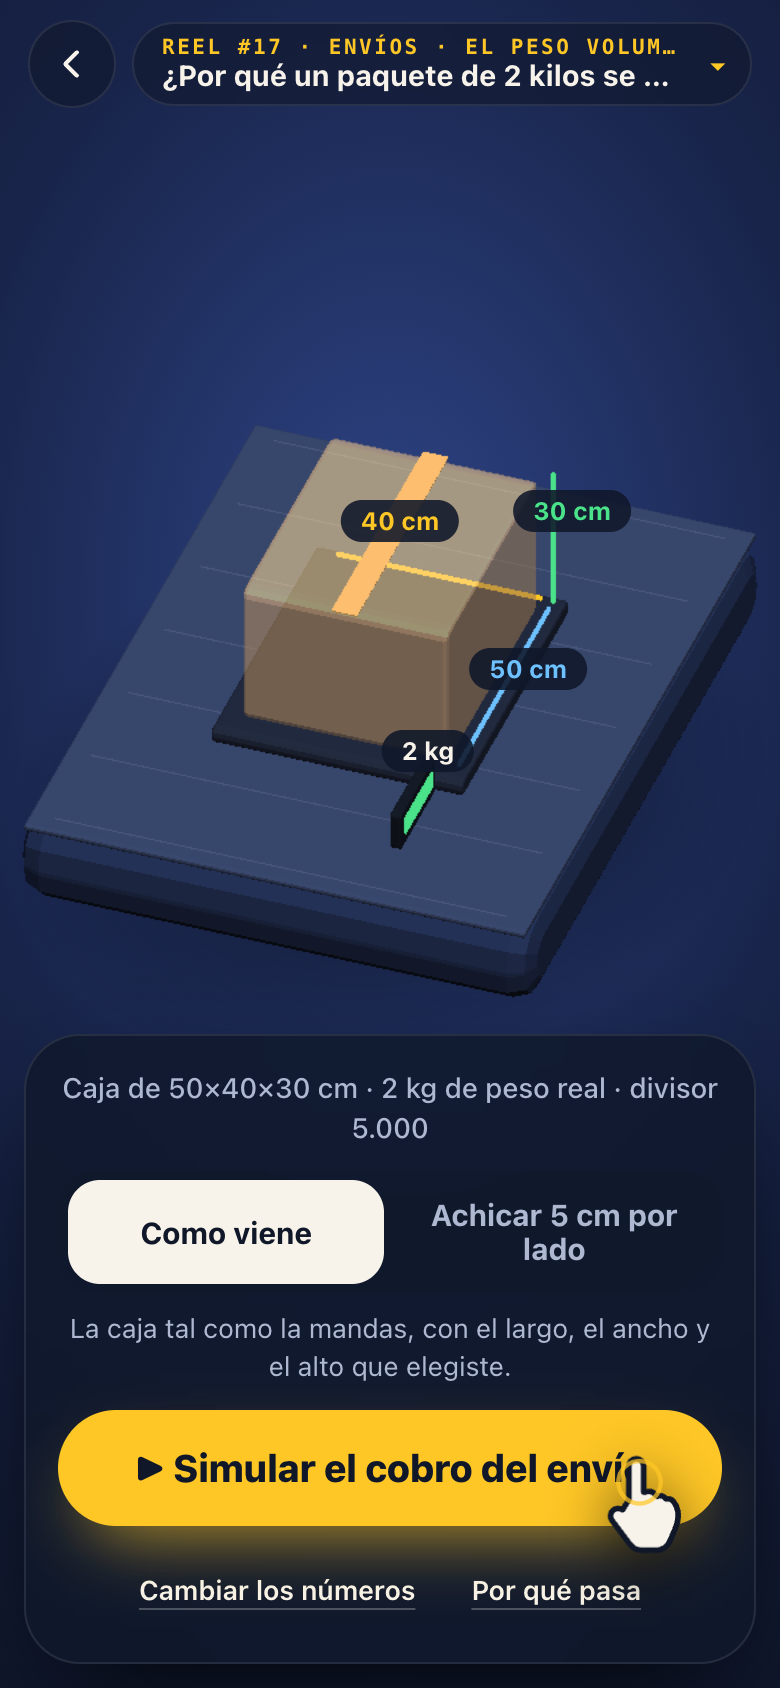 REEL #17 · ENVÍOS · EL PESO VOLUM…
¿Por qué un paquete de 2 kilos se ...
40 cm
30 cm
50 cm
2 kg
Caja de 50×40×30 cm · 2 kg de peso real · divisor
5.000
Como viene
Achicar 5 cm por
lado
La caja tal como la mandas, con el largo, el ancho y
el alto que elegiste.
Simular el cobro del envío
Cambiar los números
Por qué pasa